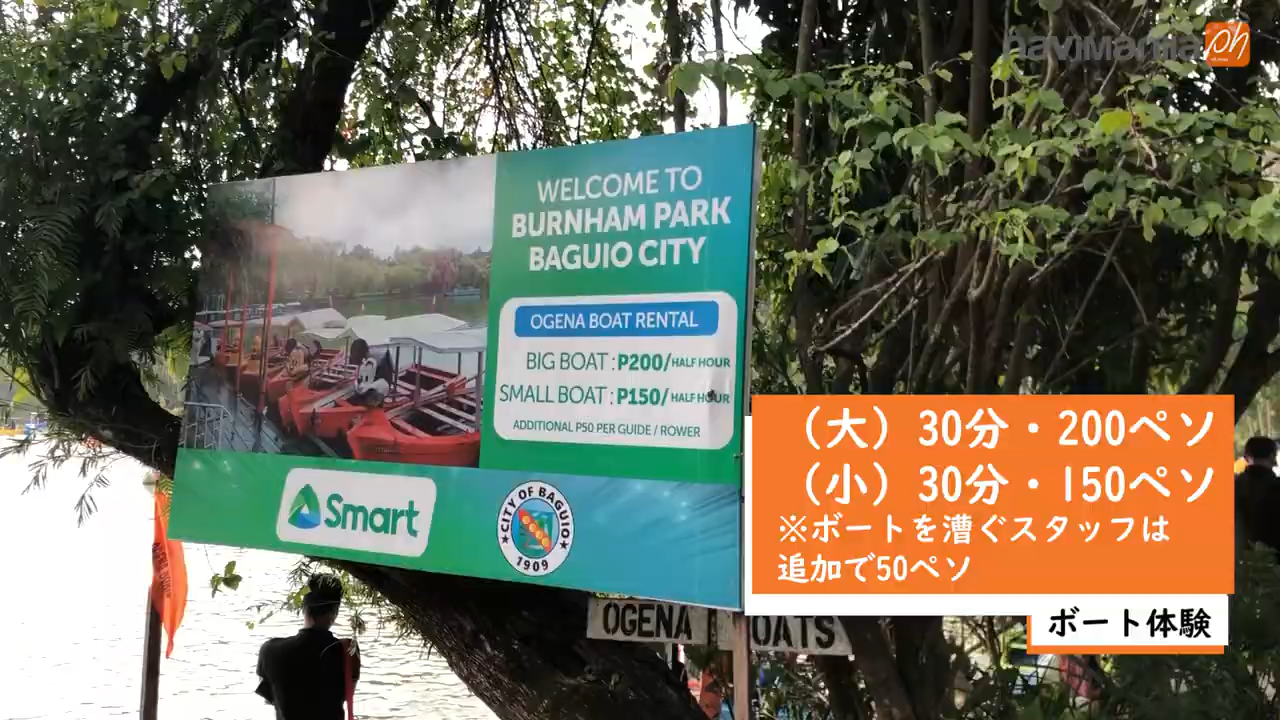 navimania ph
WELCOME TO
BURNHAM PARK
BAGUIO CITY
OGENA BOAT RENTAL
BIG BOAT : P200/HALF HOUR
SMALL BOAT : P150/HALF HOUR
ADDITIONAL P50 PER GUIDE / ROWER
Smart
CITY OF BAGUIO
1909
OGENA BOATS
（大）30分・200ペソ
（小）30分・150ペソ
※ボートを漕ぐスタッフは
追加で50ペソ
ボート体験